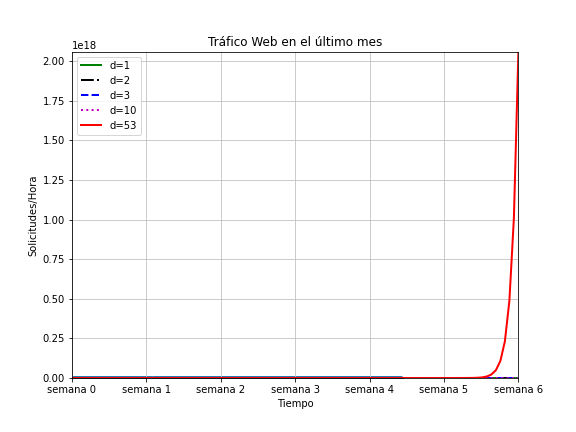 Tráfico Web en el último mes
1e18
2.00
1.75
1.50
1.25
1.00
0.75
0.50
0.25
0.00
Solicitudes/Hora
d=1
d=2
d=3
d=10
d=53
semana 0 semana 1 semana 2 semana 3 semana 4 semana 5 semana 6
Tiempo